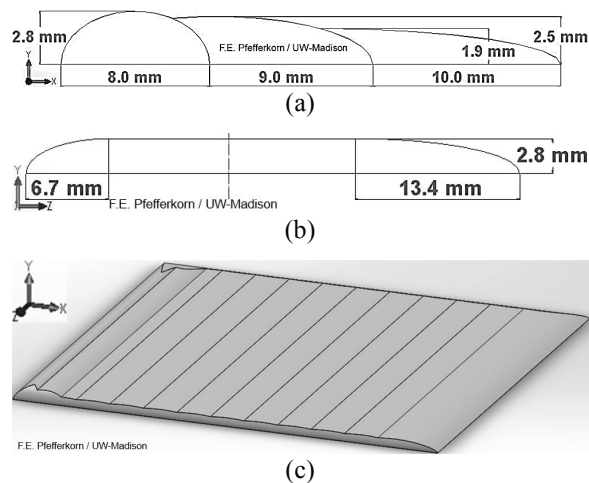 2.8 mm
2.5 mm
F.E. Pfefferkorn / UW-Madison
1.9 mm
Y
X
8.0 mm
9.0 mm
10.0 mm
(a)
2.8 mm
Y
X
Z
6.7 mm
13.4 mm
F.E. Pfefferkorn / UW-Madison
(b)
Y
X
Z
F.E. Pfefferkorn / UW-Madison
(c)